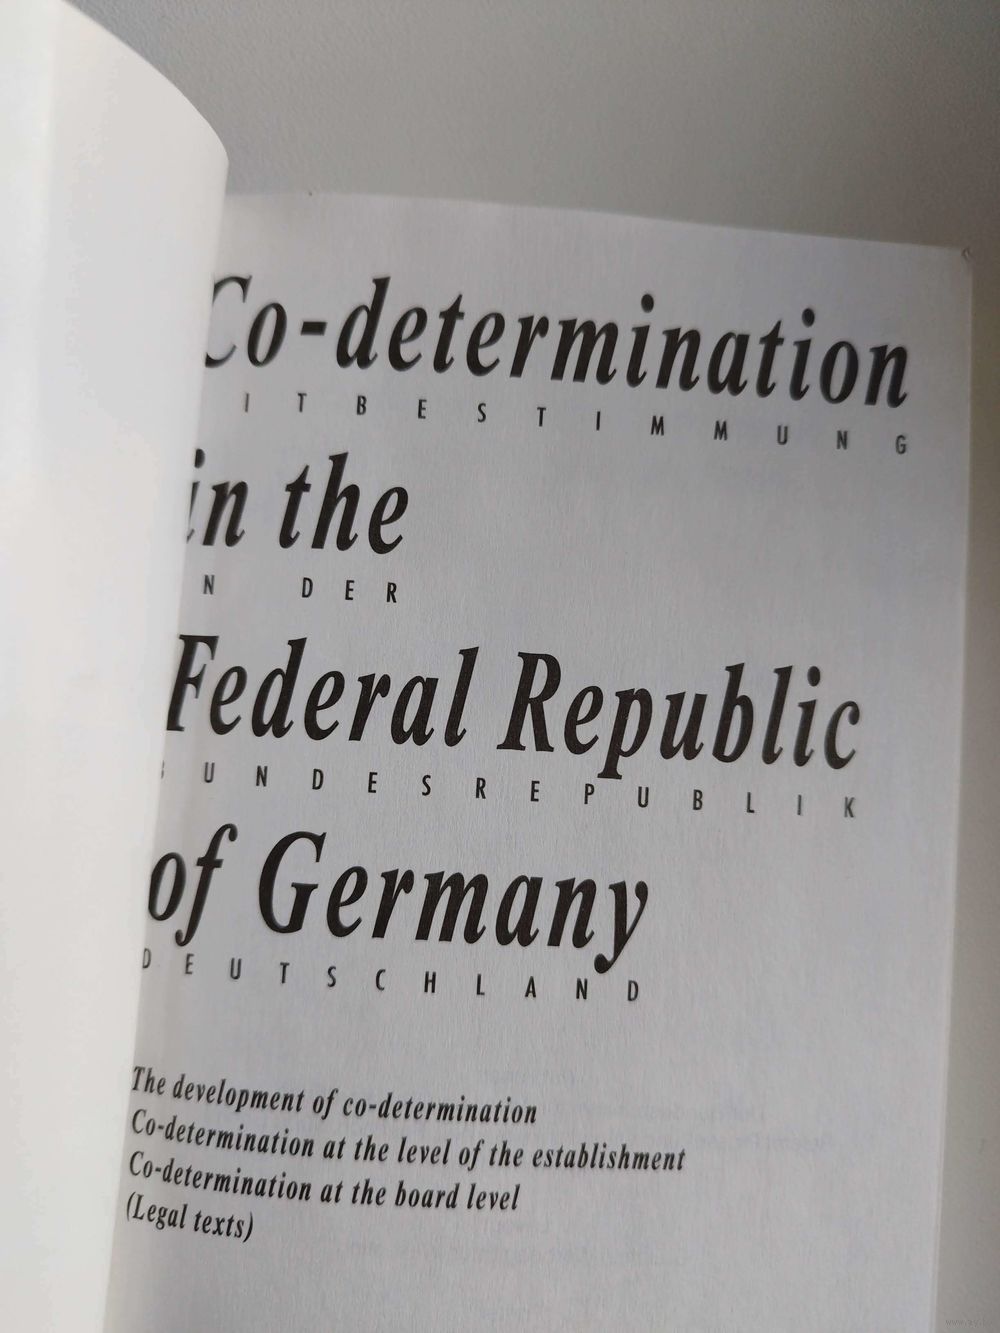 Co-determination
ITBESTIMMUNG
in the
N DER
Federal Republic
UNDESREPUBLIK
of Germany
DEUTSCHLAND
The development of co-determination
Co-determination at the level of the establishment
Co-determination at the board level
(Legal texts)